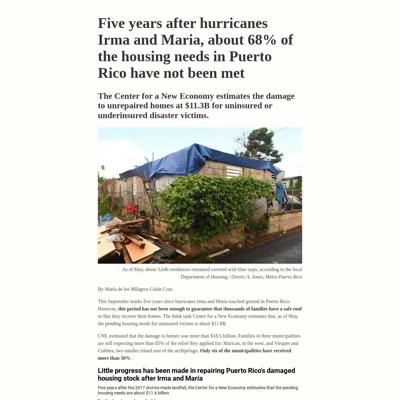 Five years after hurricanes
Irma and Maria, about 68% of
the housing needs in Puerto
Rico have not been met
The Center for a New Economy estimates the damage
to unrepaired homes at $11.3B for uninsured or
underinsured disaster victims.
As of May, about 3,646 residences remained covered with blue tarps, according to the local
Department of Housing./ Dennis A. Jones, Metro Puerto Rico
By María de los Milagros Colón Cruz
This September marks five years since hurricanes Irma and Maria touched ground in Puerto Rico.
However, this period has not been enough to guarantee that thousands of families have a safe roof
or that they recover their homes. The think tank Center for a New Economy estimates that, as of May,
the pending housing needs for uninsured victims is about $11.8B.
CNE estimated that the damage to homes was more than $18.5 billion. Families in three municipalities
are still expecting more than 85% of the relief they applied for: Maricao, in the west, and Vieques and
Culebra, two smaller island east of the archipelago. Only six of the municipalities have received
more than 50% .
Little progress has been made in repairing Puerto Rico's damaged
housing stock after Irma and Maria
Five years after the 2017 storms made landfall, the Center for a New Economy estimates that the pending
housing needs are about $11.6 billion.